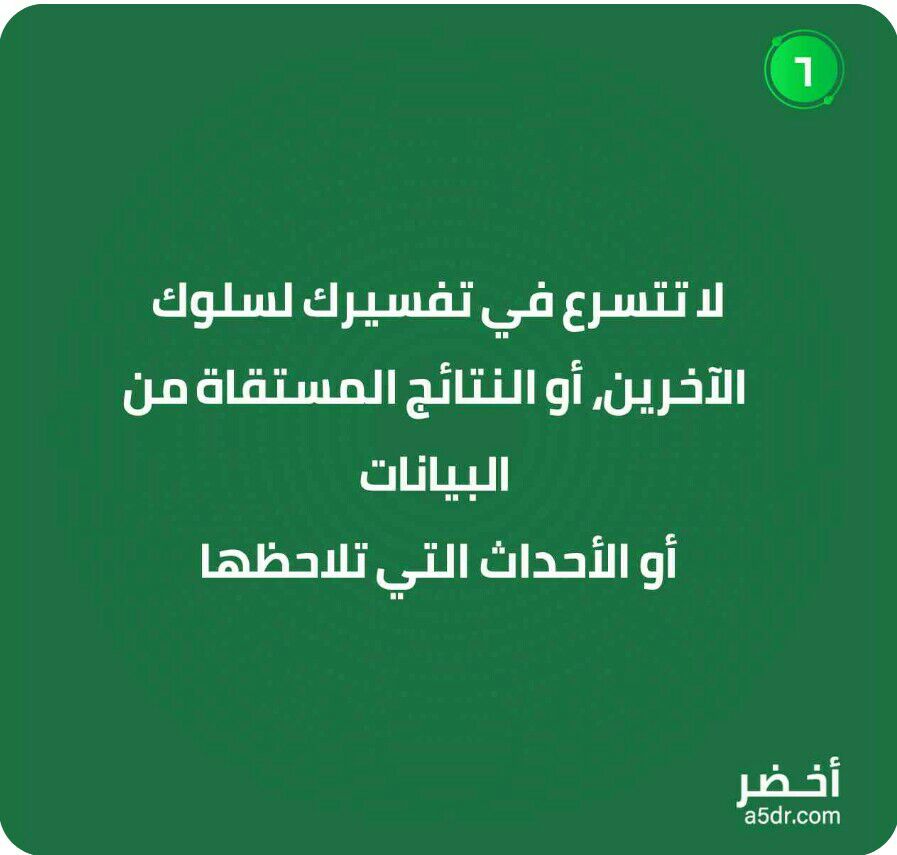 ٦
لا تتسرع في تفسيرك لسلوك
الآخرين، أو النتائج المستقاة من
البيانات
أو الأحداث التي تلاحظها
أخضر
a5dr.com